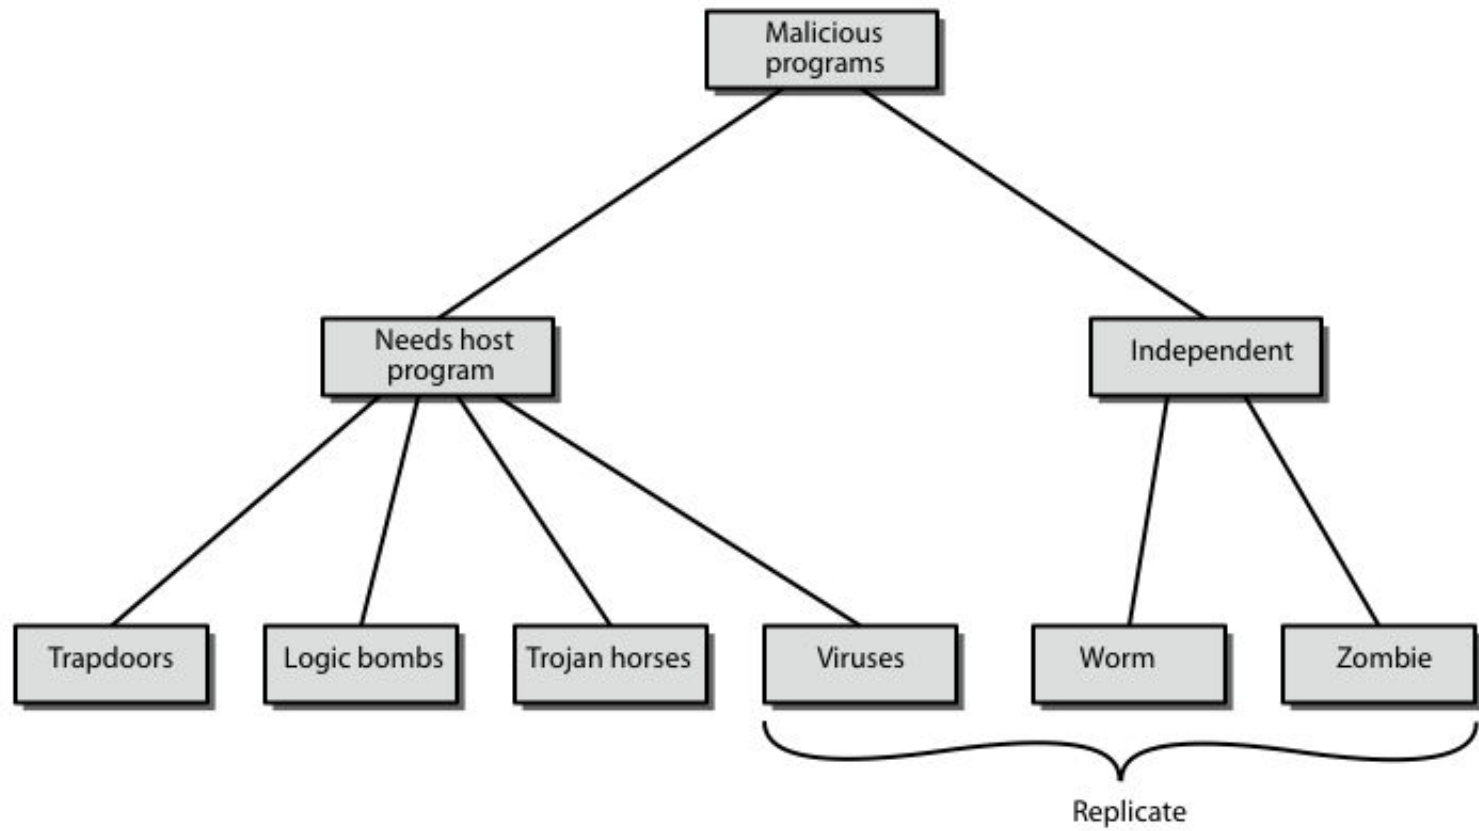 Malicious
programs
Needs host
program
Independent
Trapdoors
Logic bombs
Trojan horses
Viruses
Worm
Zombie
Replicate